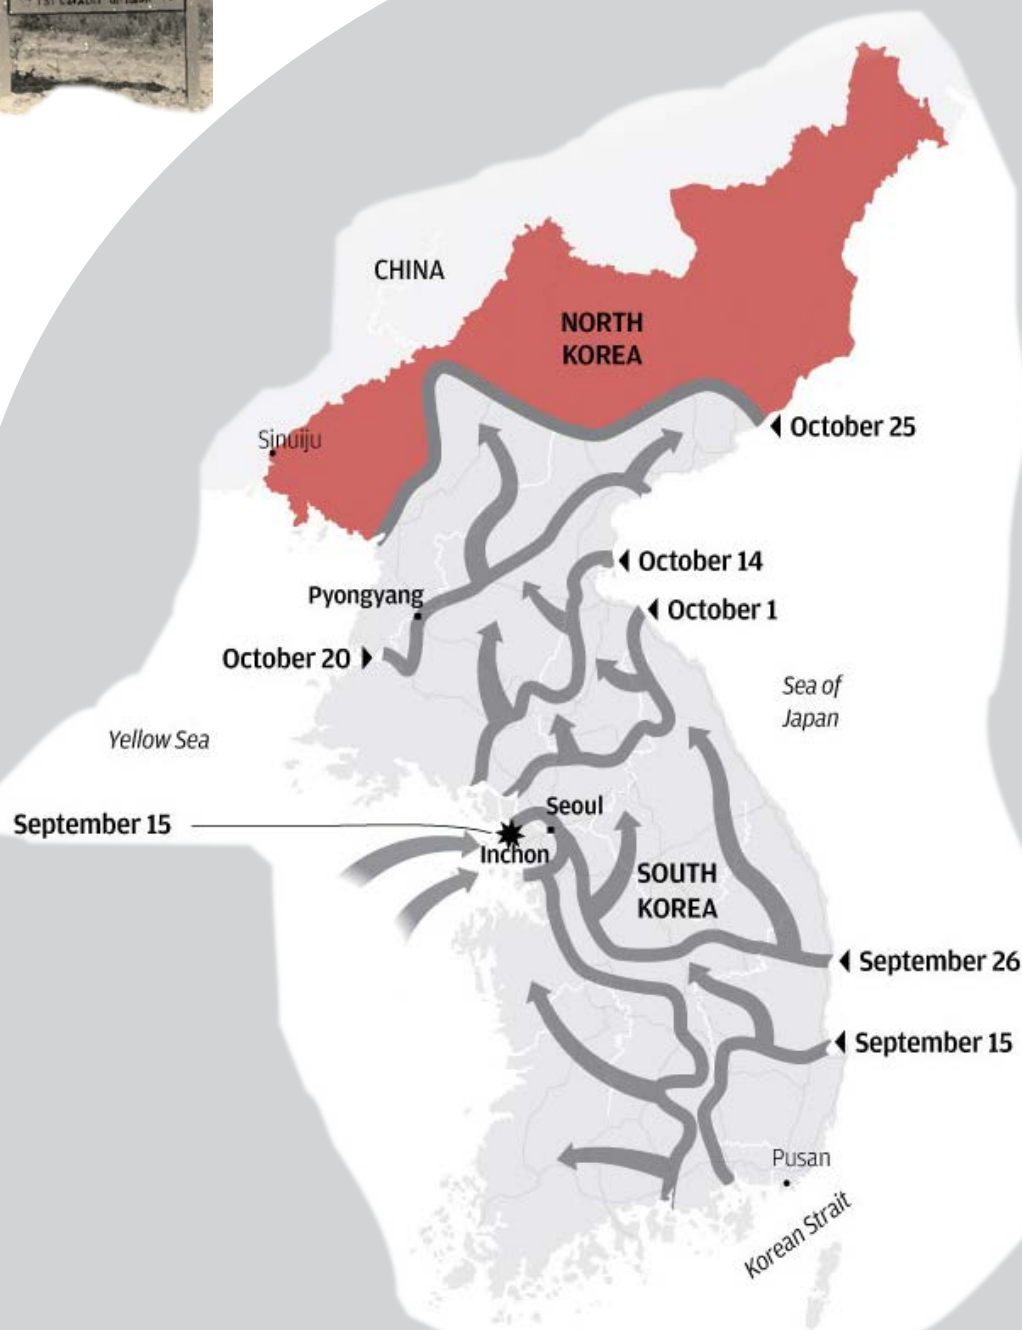 CHINA
NORTH
KOREA
October 25
Sinuiju
October 14
Pyongyang
October 1
October 20
Sea of
Japan
Yellow Sea
Seoul
September 15
Inchon
SOUTH
KOREA
September 26
September 15
Pusan
Korean Strait